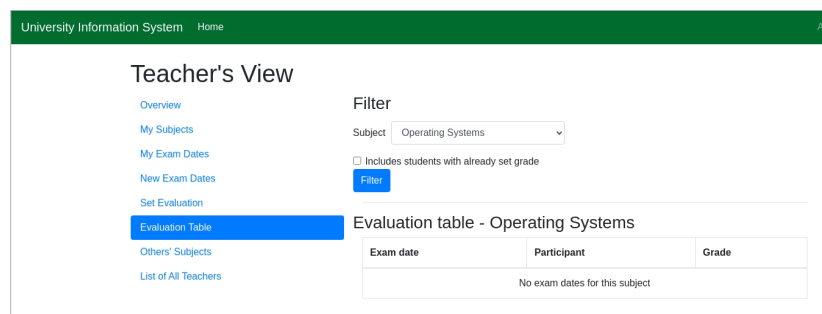 University Information System Home
Teacher's View
Overview
My Subjects
My Exam Dates
New Exam Dates
Set Evaluation
Evaluation Table
Others' Subjects
List of All Teachers
Filter
Subject Operating Systems
Includes students with already set grade
Filter
Evaluation table - Operating Systems
Exam date Participant Grade
No exam dates for this subject